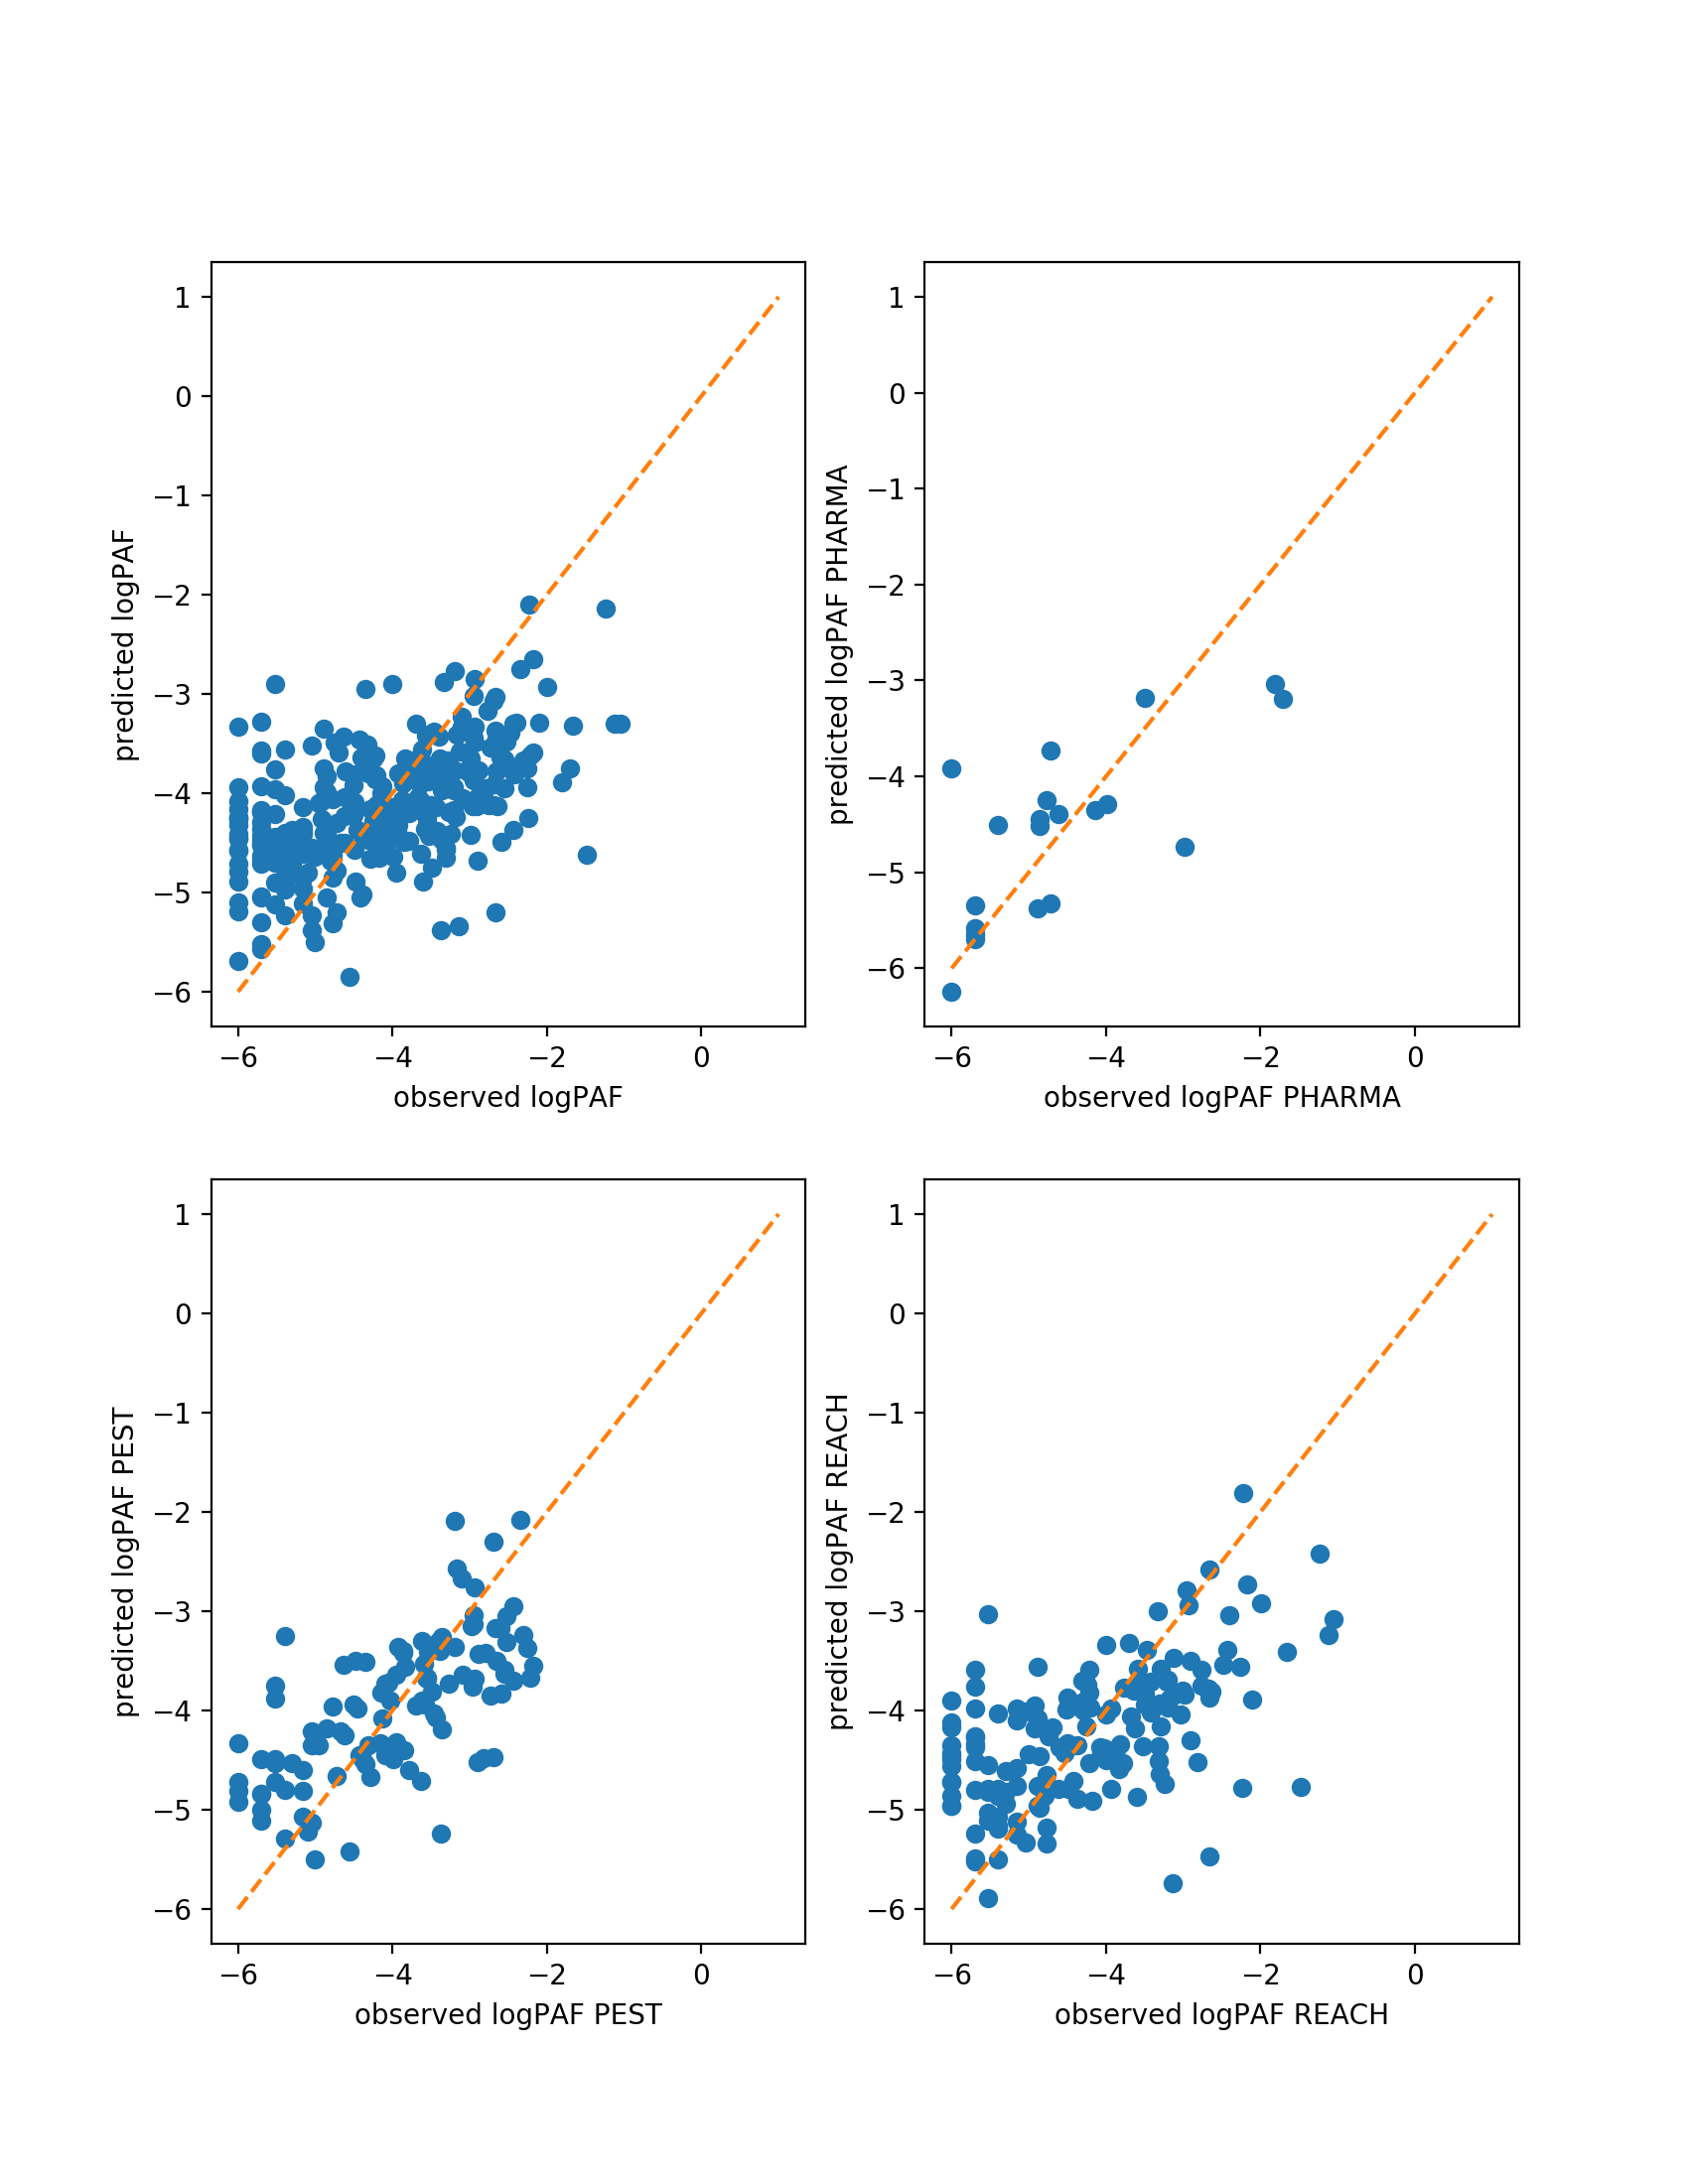 1
0
−1
−2
−3
−4
−5
−6
predicted logPAF
−6 −4 −2 0
observed logPAF
1
0
−1
−2
−3
−4
−5
−6
predicted logPAF PHARMA
−6 −4 −2 0
observed logPAF PHARMA
1
0
−1
−2
−3
−4
−5
−6
predicted logPAF PEST
−6 −4 −2 0
observed logPAF PEST
1
0
−1
−2
−3
−4
−5
−6
predicted logPAF REACH
−6 −4 −2 0
observed logPAF REACH